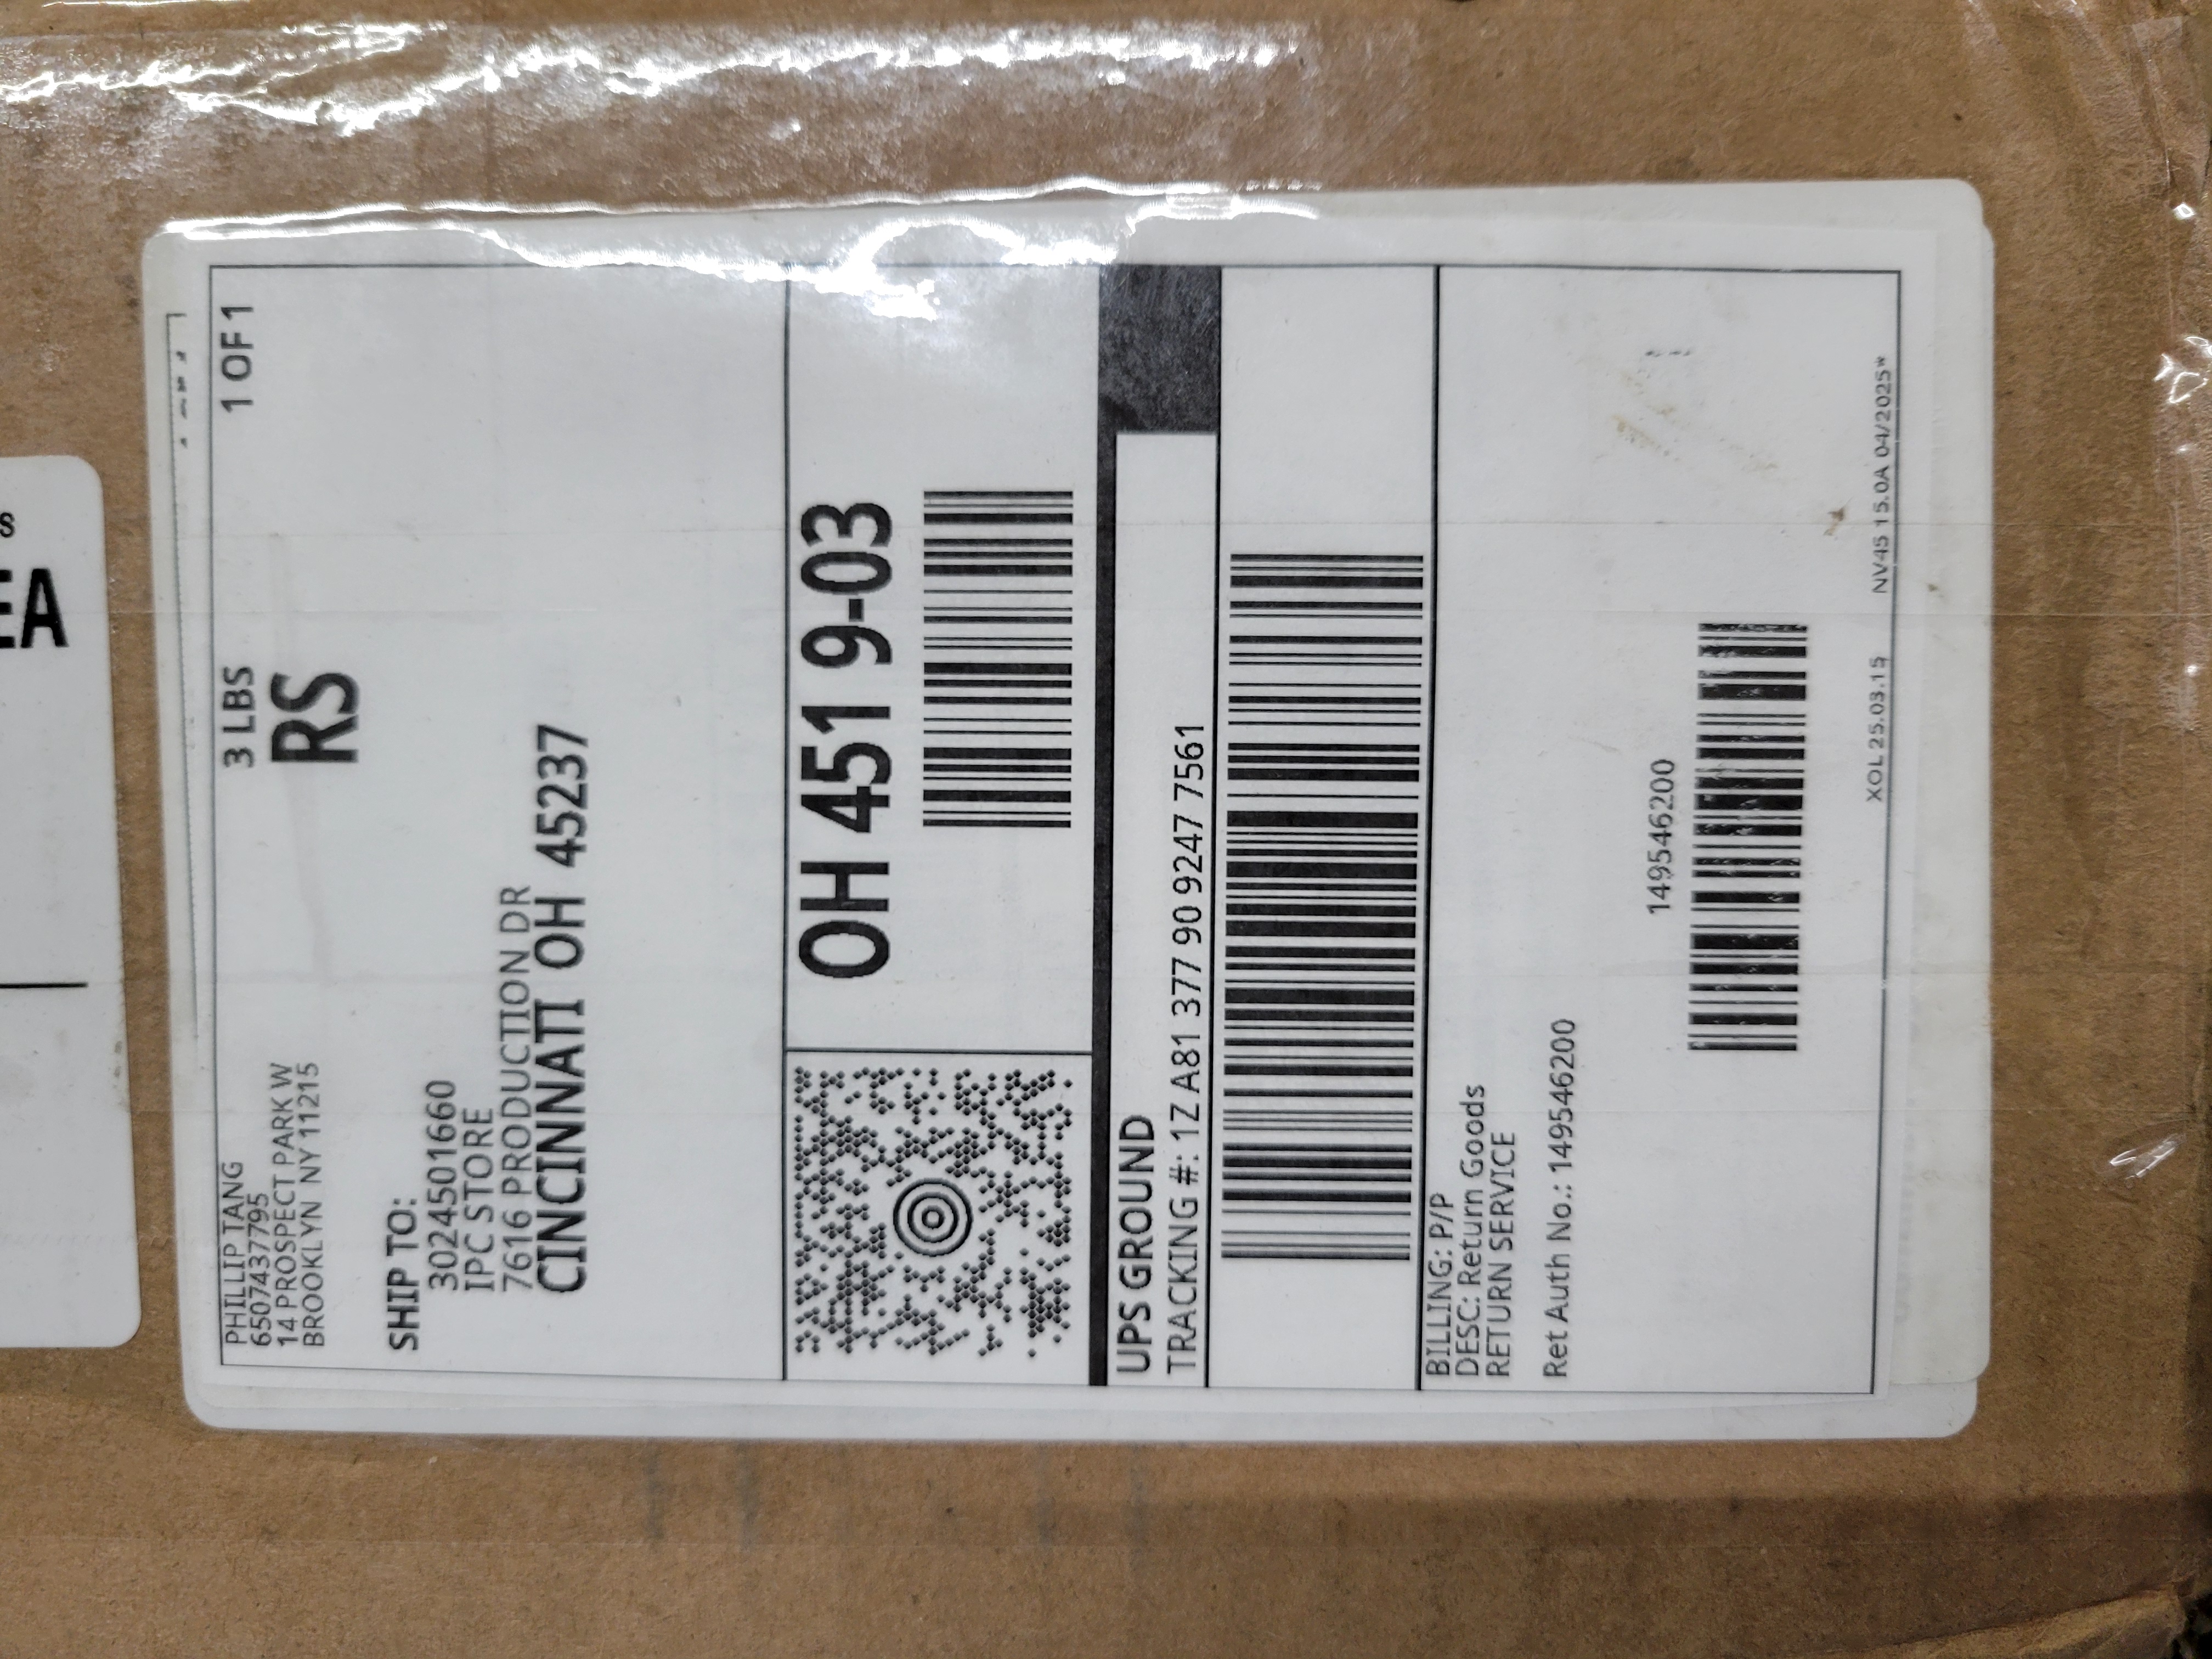 PHILLIP TANG
6507437795
14 PROSPECT PARK W
BROOKLYN NY 11215
3 LBS
1 OF 1
RS
SHIP TO:
3024501660
IPC STORE
7616 PRODUCTION DR
CINCINNATI OH 45237
OH 451 9-03
UPS GROUND
TRACKING #: 1Z A81 377 90 9247 7561
BILLING: P/P
DESC: Return Goods
RETURN SERVICE
Ret Auth No.: 149546200
149546200
XOL 25.03.15 NV45 15.0A 04/2025*